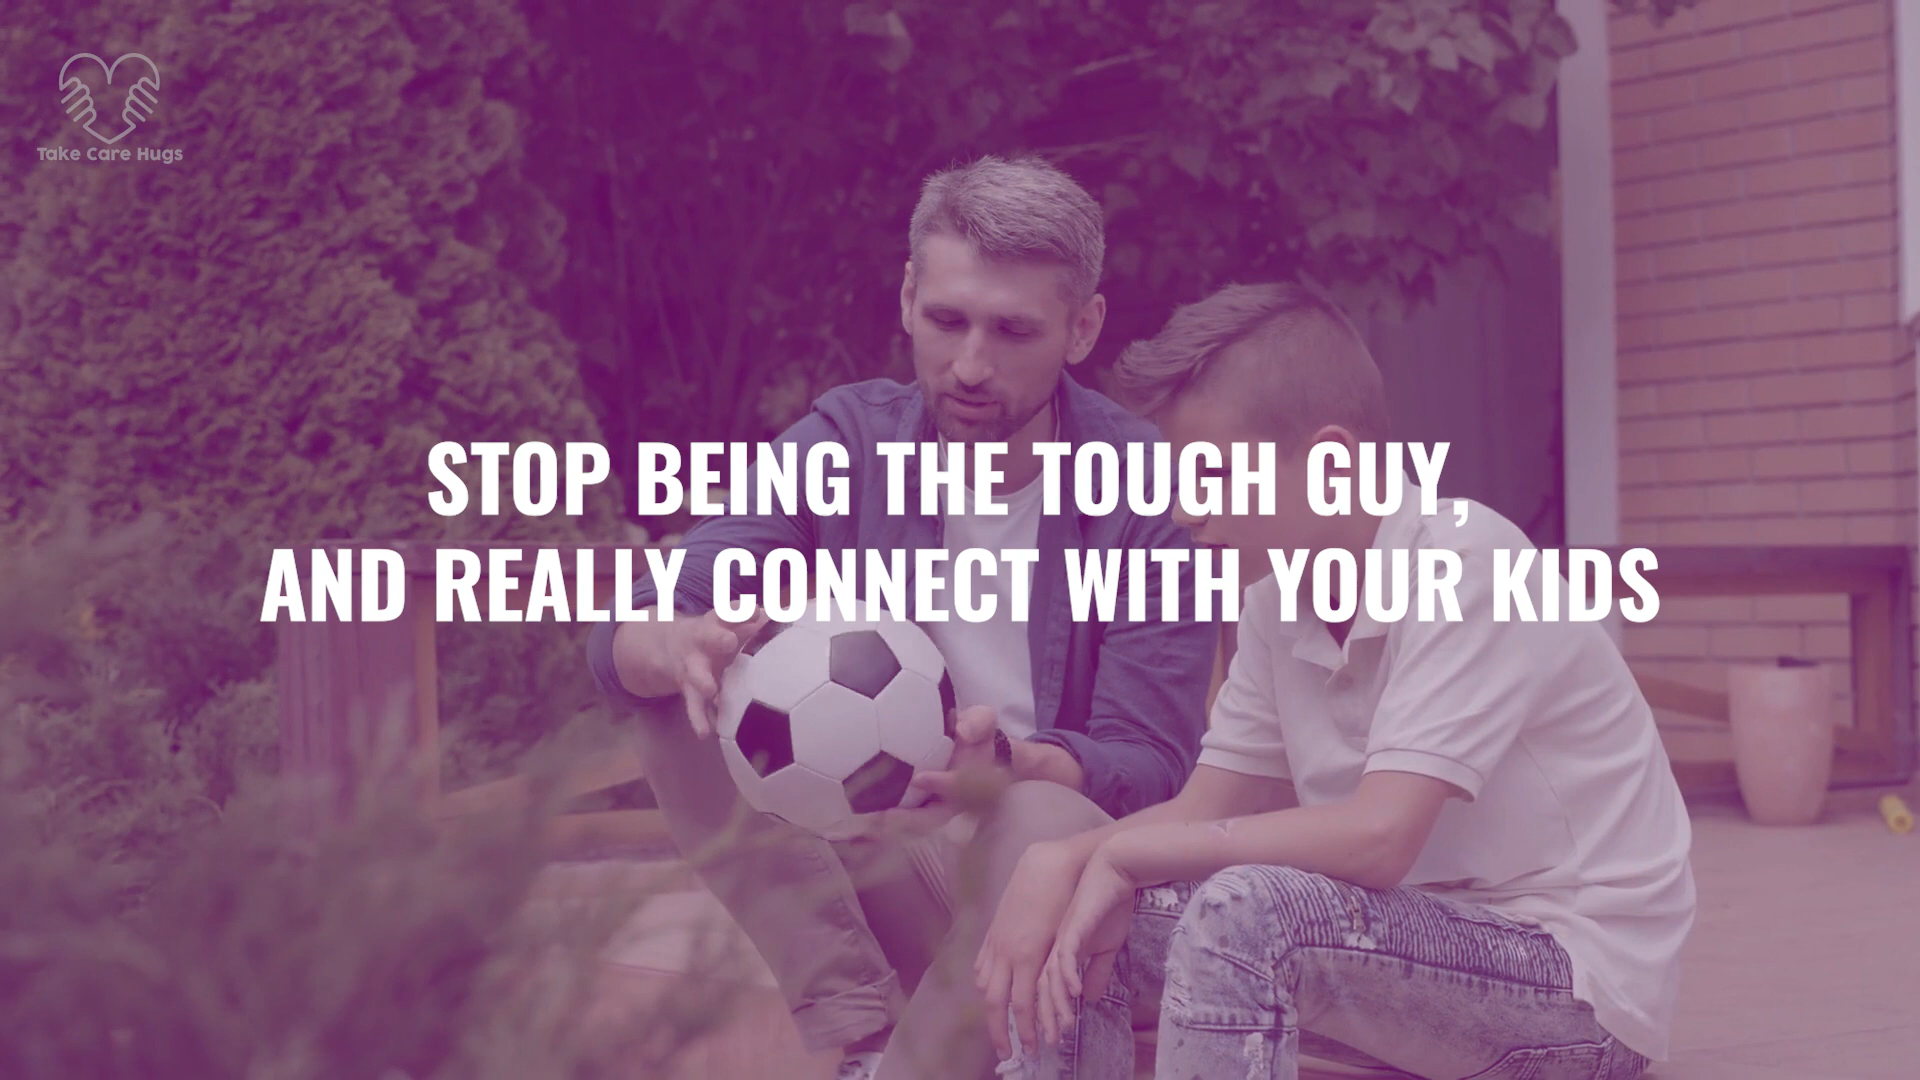 Take Care Hugs
STOP BEING THE TOUGH GUY,
AND REALLY CONNECT WITH YOUR KIDS